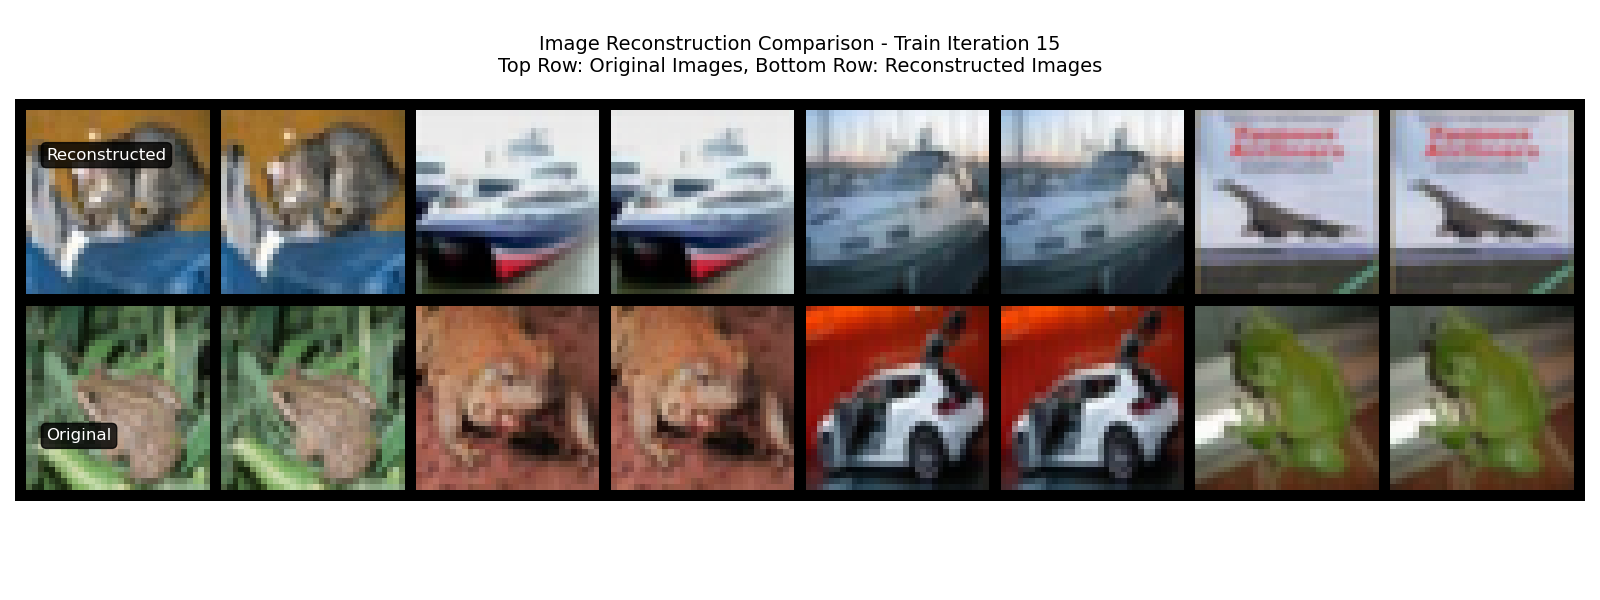 Image Reconstruction Comparison - Train Iteration 15
Top Row: Original Images, Bottom Row: Reconstructed Images
Reconstructed
Original